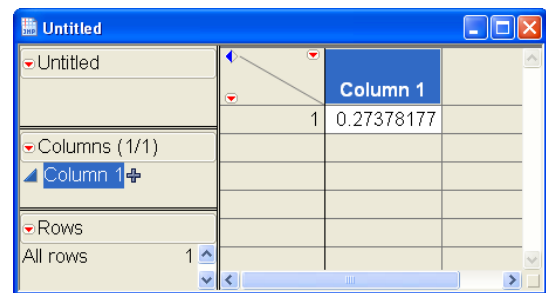 Untitled
Untitled
Column 1
1 0.27378177
Columns (1/1)
Column 1
Rows
All rows 1